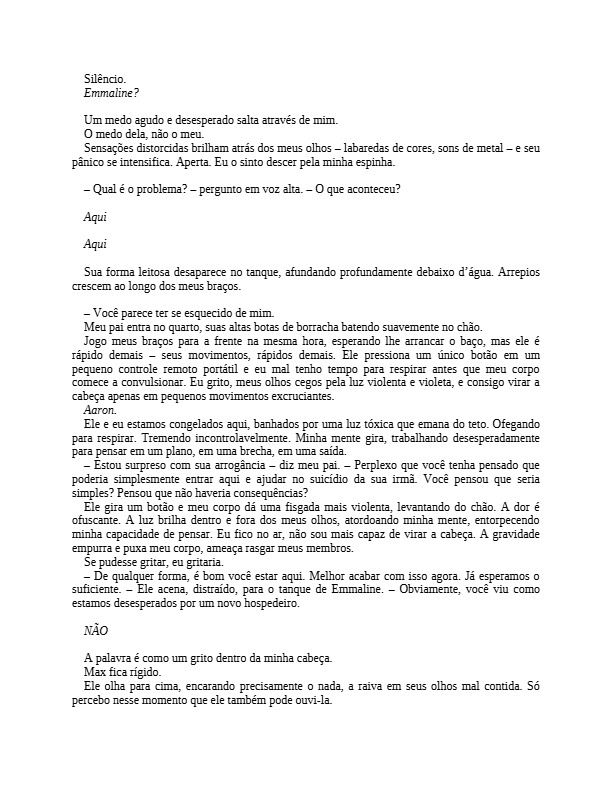 Silêncio.
Emmaline?
Um medo agudo e desesperado salta através de mim.
O medo dela, não o meu.
Sensações distorcidas brilham atrás dos meus olhos – labaredas de cores, sons de metal – e seu
pânico se intensifica. Aperta. Eu o sinto descer pela minha espinha.
– Qual é o problema? – pergunto em voz alta. – O que aconteceu?
Aqui
Aqui
Sua forma leitosa desaparece no tanque, afundando profundamente debaixo d’água. Arrepios
crescem ao longo dos meus braços.
– Você parece ter se esquecido de mim.
Meu pai entra no quarto, suas altas botas de borracha batendo suavemente no chão.
Jogo meus braços para a frente na mesma hora, esperando lhe arrancar o baço, mas ele é
rápido demais – seus movimentos, rápidos demais. Ele pressiona um único botão em um
pequeno controle remoto portátil e eu mal tenho tempo para respirar antes que meu corpo
comece a convulsionar. Eu grito, meus olhos cegos pela luz violenta e violeta, e consigo virar a
cabeça apenas em pequenos movimentos excruciantes.
Aaron.
Ele e eu estamos congelados aqui, banhados por uma luz tóxica que emana do teto. Ofegando
para respirar. Tremendo incontrolavelmente. Minha mente gira, trabalhando desesperadamente
para pensar em um plano, em uma brecha, em uma saída.
– Estou surpreso com sua arrogância – diz meu pai. – Perplexo que você tenha pensado que
poderia simplesmente entrar aqui e ajudar no suicídio da sua irmã. Você pensou que seria
simples? Pensou que não haveria consequências?
Ele gira um botão e meu corpo dá uma fisgada mais violenta, levantando do chão. A dor é
ofuscante. A luz brilha dentro e fora dos meus olhos, atordoando minha mente, entorpecendo
minha capacidade de pensar. Eu fico no ar, não sou mais capaz de virar a cabeça. A gravidade
empurra e puxa meu corpo, ameaça rasgar meus membros.
Se pudesse gritar, eu gritaria.
– De qualquer forma, é bom você estar aqui. Melhor acabar com isso agora. Já esperamos o
suficiente. – Ele acena, distraído, para o tanque de Emmaline. – Obviamente, você viu como
estamos desesperados por um novo hospedeiro.
NÃO
A palavra é como um grito dentro da minha cabeça.
Max fica rígido.
Ele olha para cima, encarando precisamente o nada, a raiva em seus olhos mal contida. Só
percebo nesse momento que ele também pode ouvi-la.